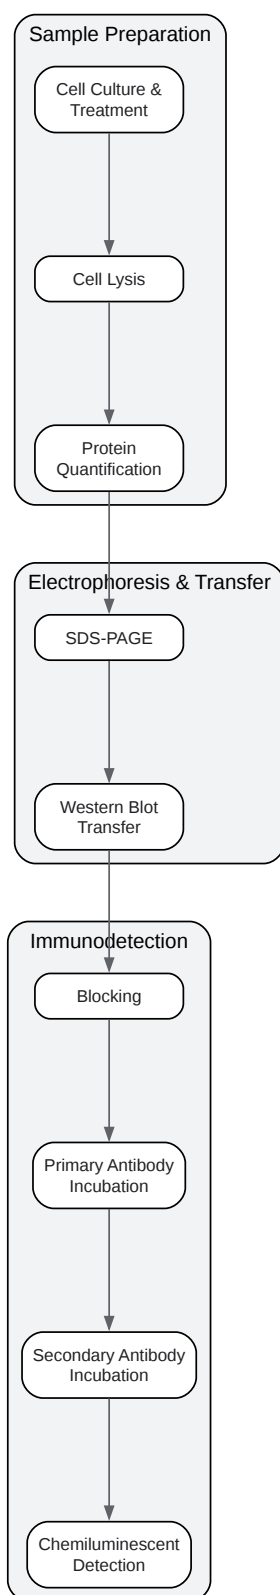 Sample Preparation
Cell Culture &
Treatment
Cell Lysis
Protein
Quantification
Electrophoresis & Transfer
SDS-PAGE
Western Blot
Transfer
Immunodetection
Blocking
Primary Antibody
Incubation
Secondary Antibody
Incubation
Chemiluminescent
Detection